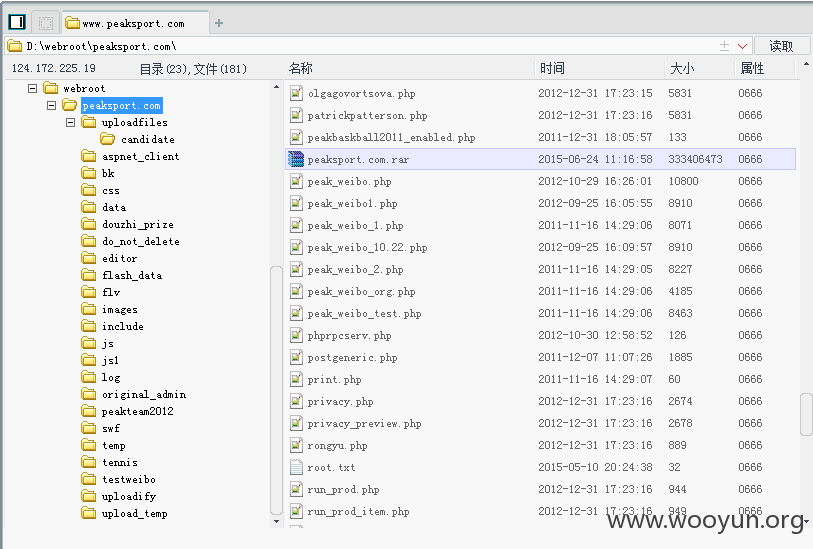 www.peaksport.com
D:\webroot\peaksport.com\
读取
124.172.225.19 目录(23),文件(181)
名称 时间 大小 属性
webroot
peaksport.com
uploadfiles
candidate
aspnet_client
bk
css
data
douzhi_prize
do_not_delete
editor
flash_data
flv
images
include
js
js1
log
original_admin
peakteam2012
swf
temp
tennis
testweibo
uploadify
upload_temp
olgagovortsova.php 2012-12-31 17:23:15 5831 0666
patrickpatterson.php 2012-12-31 17:23:16 5831 0666
peakbaskball2011_enabled.php 2011-12-31 18:05:57 133 0666
peaksport.com.rar 2015-06-24 11:16:58 333406473 0666
peak_weibo.php 2012-10-29 16:26:01 10800 0666
peak_weibo1.php 2012-09-25 16:05:55 8910 0666
peak_weibo_1.php 2011-11-16 14:29:06 8071 0666
peak_weibo_10.22.php 2012-09-25 16:09:57 8910 0666
peak_weibo_2.php 2011-11-16 14:29:05 8227 0666
peak_weibo_org.php 2011-11-16 14:29:06 4185 0666
peak_weibo_test.php 2011-11-16 14:29:06 8463 0666
phprpcserv.php 2012-10-30 12:58:52 126 0666
postgeneric.php 2011-12-07 11:07:26 1885 0666
print.php 2011-11-16 14:29:07 60 0666
privacy.php 2012-12-31 17:23:16 2674 0666
privacy_preview.php 2012-12-31 17:23:16 2678 0666
rongyu.php 2012-12-31 17:23:16 889 0666
root.txt 2015-05-10 20:24:38 32 0666
run_prod.php 2012-12-31 17:23:16 944 0666
run_prod_item.php 2012-12-31 17:23:16 949 0666
www.wooyun.org